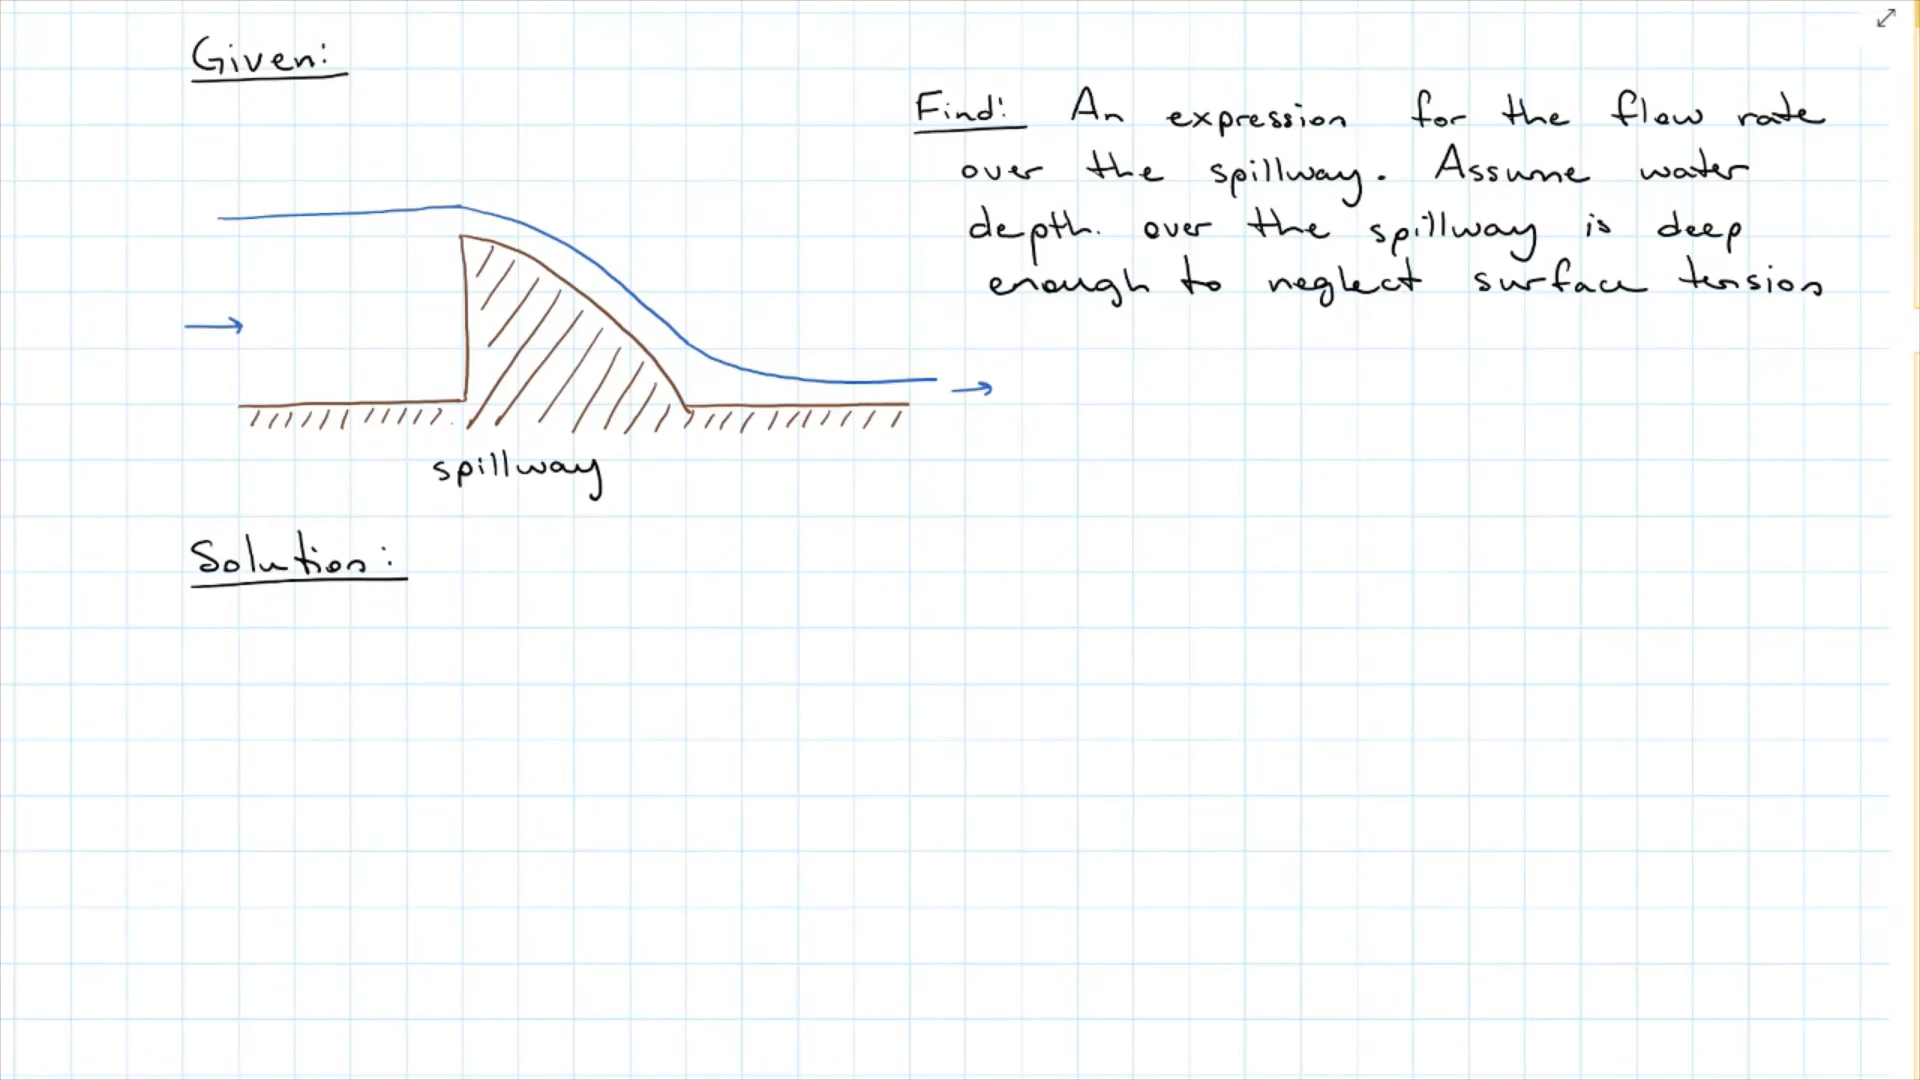 Given:
Find: An expression for the flow rate
over the spillway. Assume water
depth. over the spillway is deep
enough to neglect surface tension
spillway
Solution: